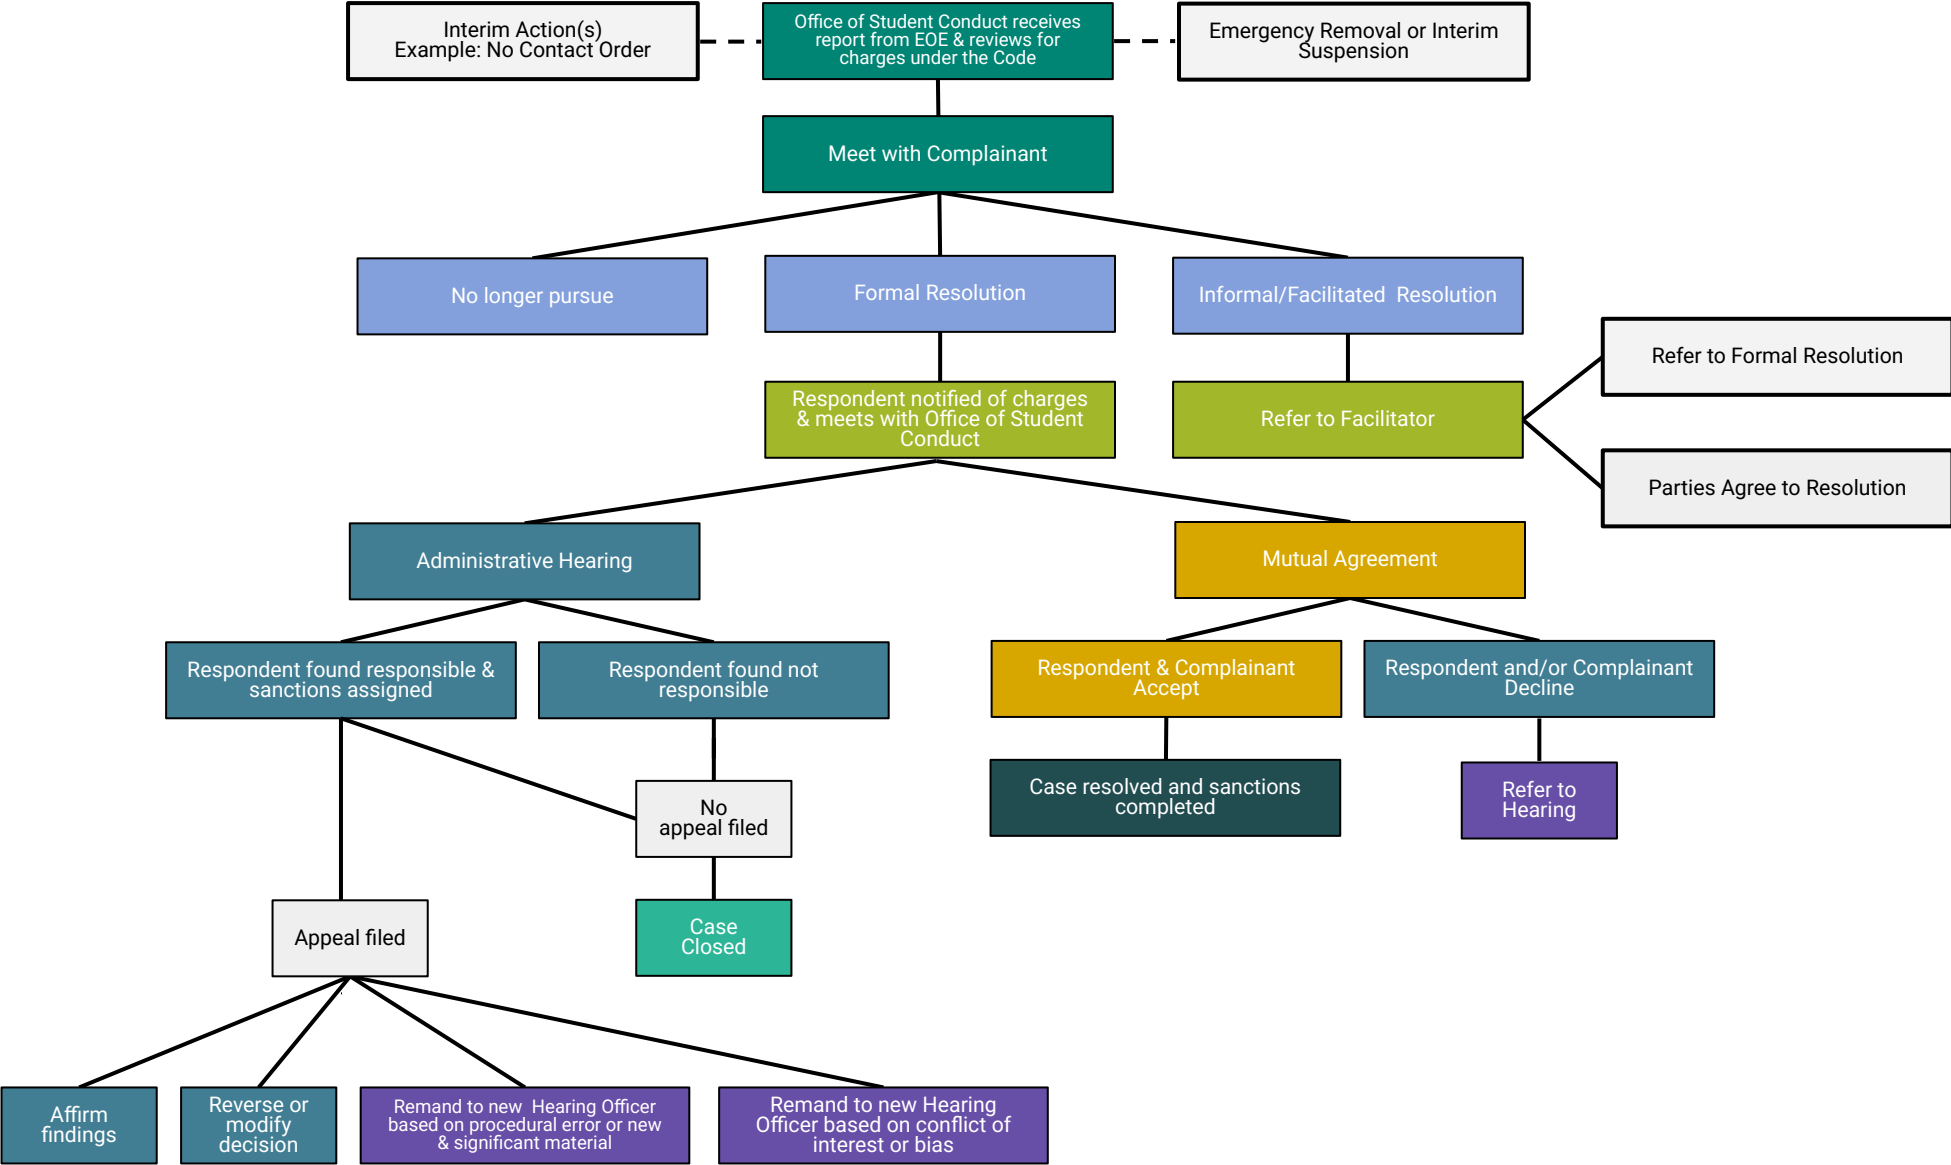 Interim Action(s)
Example: No Contact Order
Office of Student Conduct receives
report from EOE & reviews for
charges under the Code
Emergency Removal or Interim
Suspension
Meet with Complainant
No longer pursue
Formal Resolution
Informal/Facilitated Resolution
Refer to Formal Resolution
Respondent notified of charges
& meets with Office of Student
Conduct
Refer to Facilitator
Parties Agree to Resolution
Administrative Hearing
Mutual Agreement
Respondent found responsible &
sanctions assigned
Respondent found not
responsible
Respondent & Complainant
Accept
Respondent and/or Complainant
Decline
No
appeal filed
Case resolved and sanctions
completed
Refer to
Hearing
Appeal filed
Case
Closed
Affirm
findings
Reverse or
modify
decision
Remand to new Hearing Officer
based on procedural error or new
& significant material
Remand to new Hearing
Officer based on conflict of
interest or bias